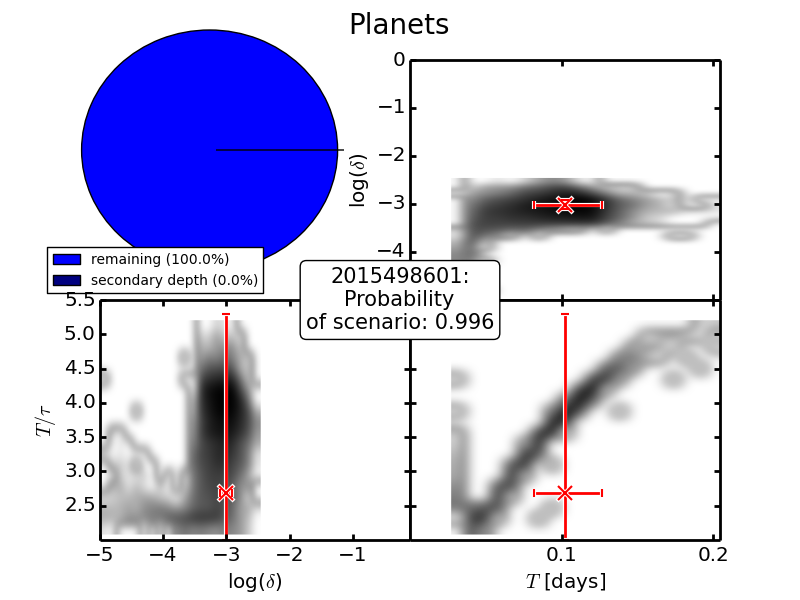 Planets
remaining (100.0%)
secondary depth (0.0%)
log(δ)
0
−1
−2
−3
−4
2015498601:
Probability
of scenario: 0.996
T/τ
5.5
5.0
4.5
4.0
3.5
3.0
2.5
−5 −4 −3 −2 −1
log(δ)
0.1 0.2
T [days]